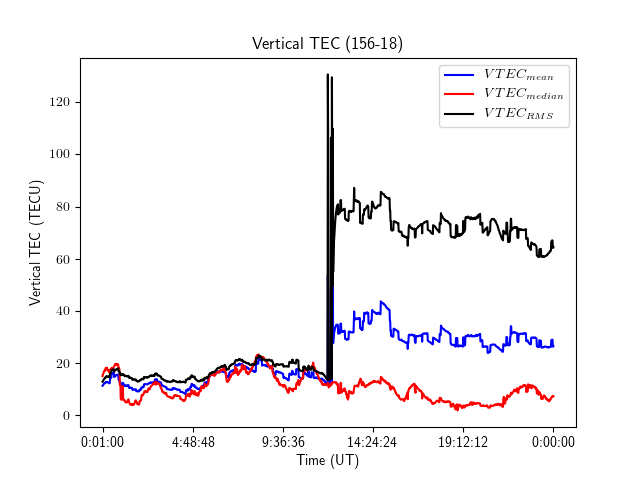 Vertical TEC (156-18)
VTEC_mean
VTEC_median
VTEC_RMS
Vertical TEC (TECU)
120
100
80
60
40
20
0
0:01:00 4:48:48 9:36:36 14:24:24 19:12:12 0:00:00
Time (UT)